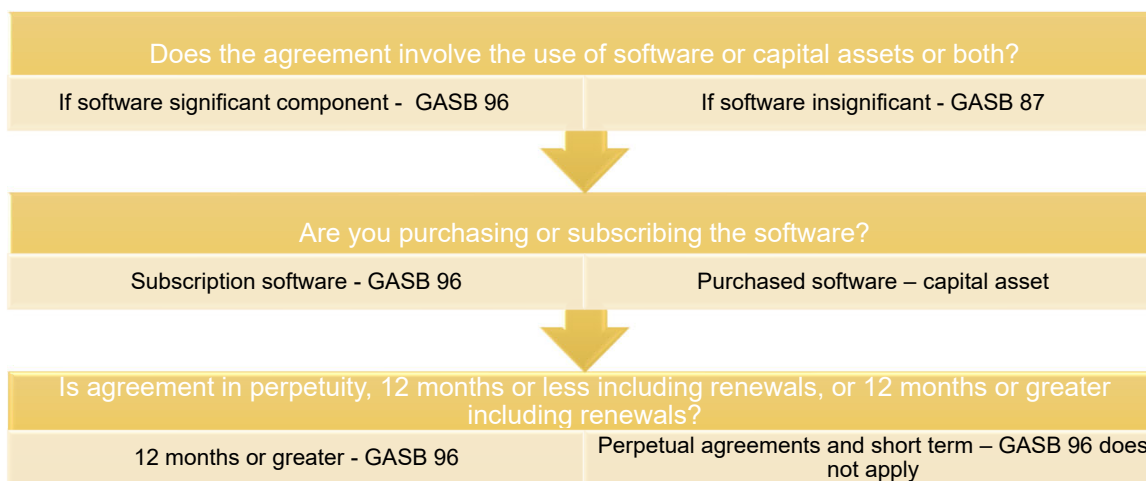 Does the agreement involve the use of software or capital assets or both?
If software significant component - GASB 96
If software insignificant - GASB 87
Are you purchasing or subscribing the software?
Subscription software - GASB 96
Purchased software – capital asset
Is agreement in perpetuity, 12 months or less including renewals, or 12 months or greater
including renewals?
12 months or greater - GASB 96
Perpetual agreements and short term – GASB 96 does
not apply